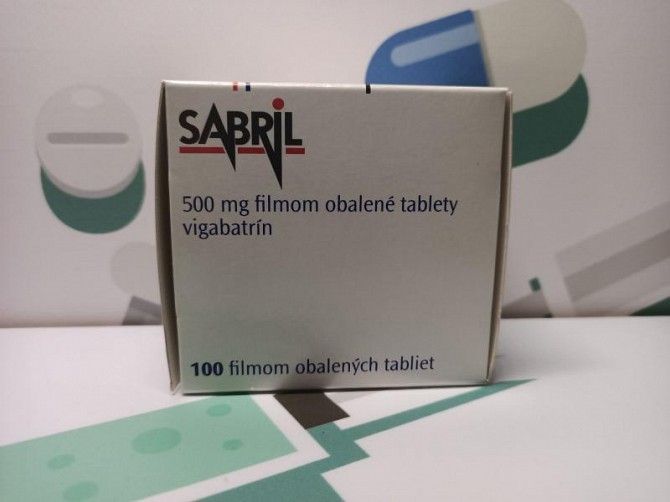 SABRIL
500 mg filmom obalené tablety
vigabatrín
100 filmom obalených tabliet